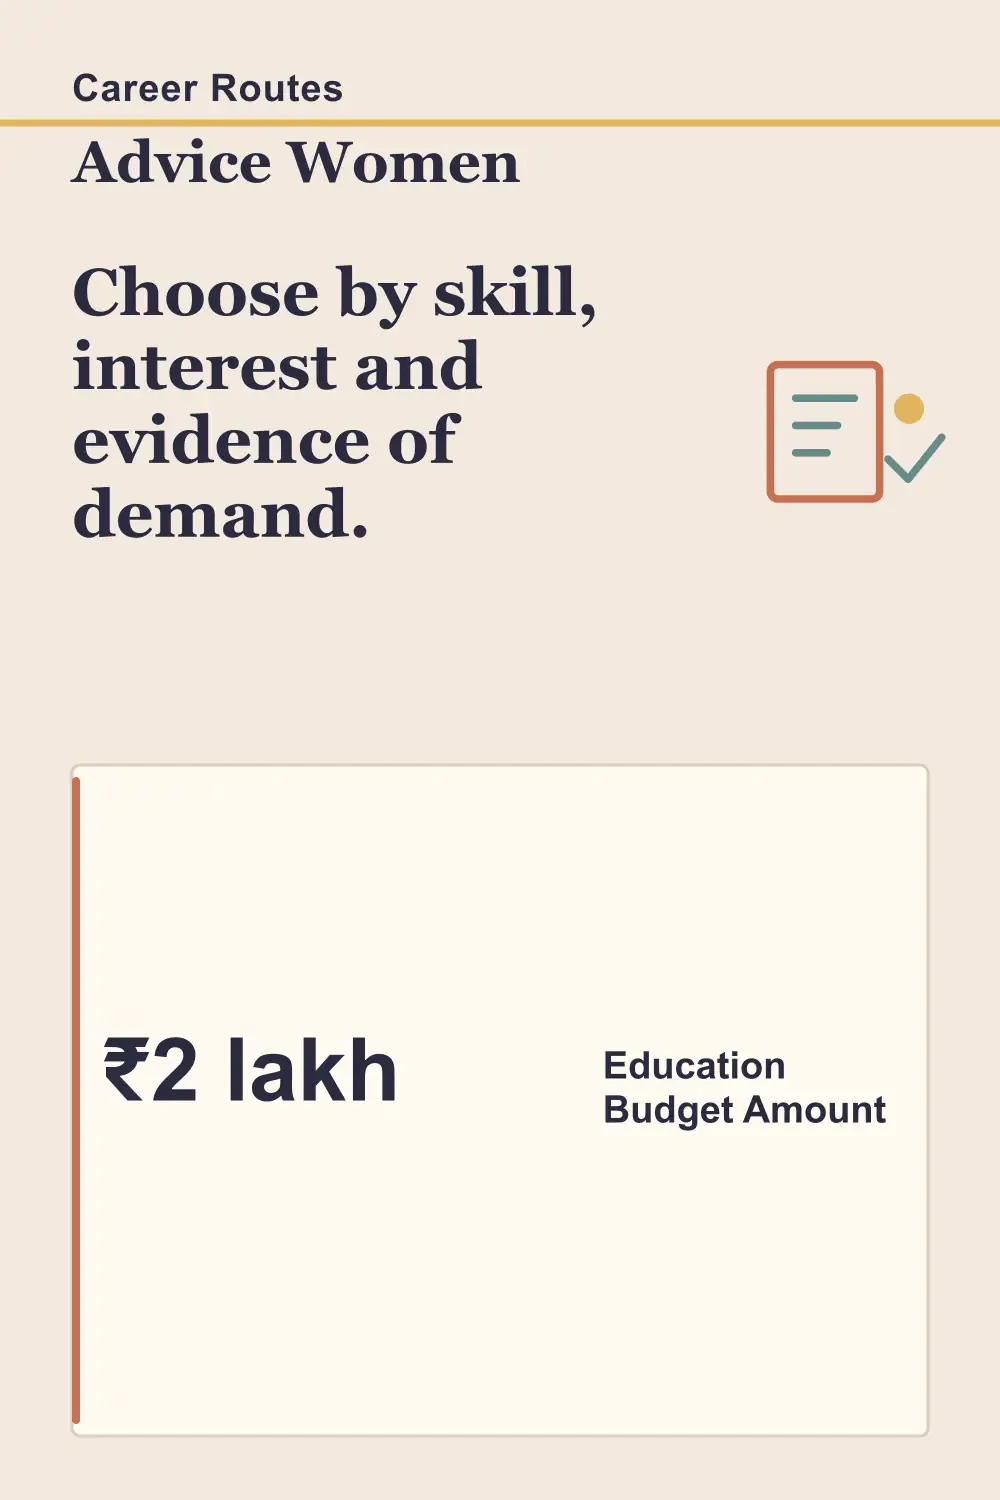 Career Routes
Advice Women
Choose by skill,
interest and
evidence of
demand.
₹2 lakh
Education
Budget Amount